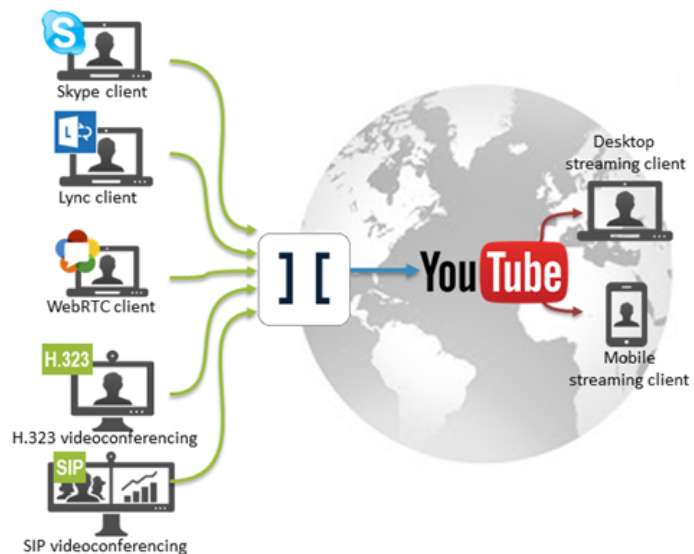 S
Skype client
L
Lync client
WebRTC client
H.323
H.323 videoconferencing
SIP
SIP videoconferencing
] [
YouTube
Desktop
streaming client
Mobile
streaming client